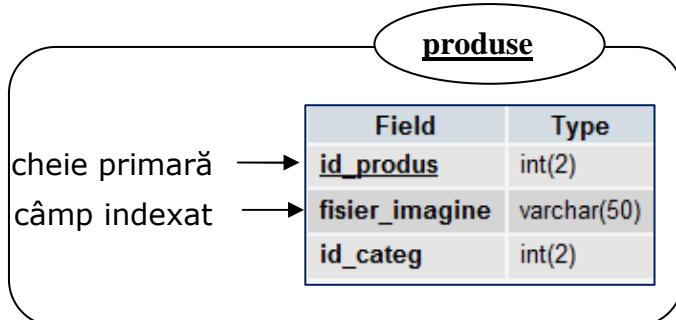 produse
Field Type
cheie primară id_produs int(2)
câmp indexat fisier_imagine varchar(50)
id_categ int(2)